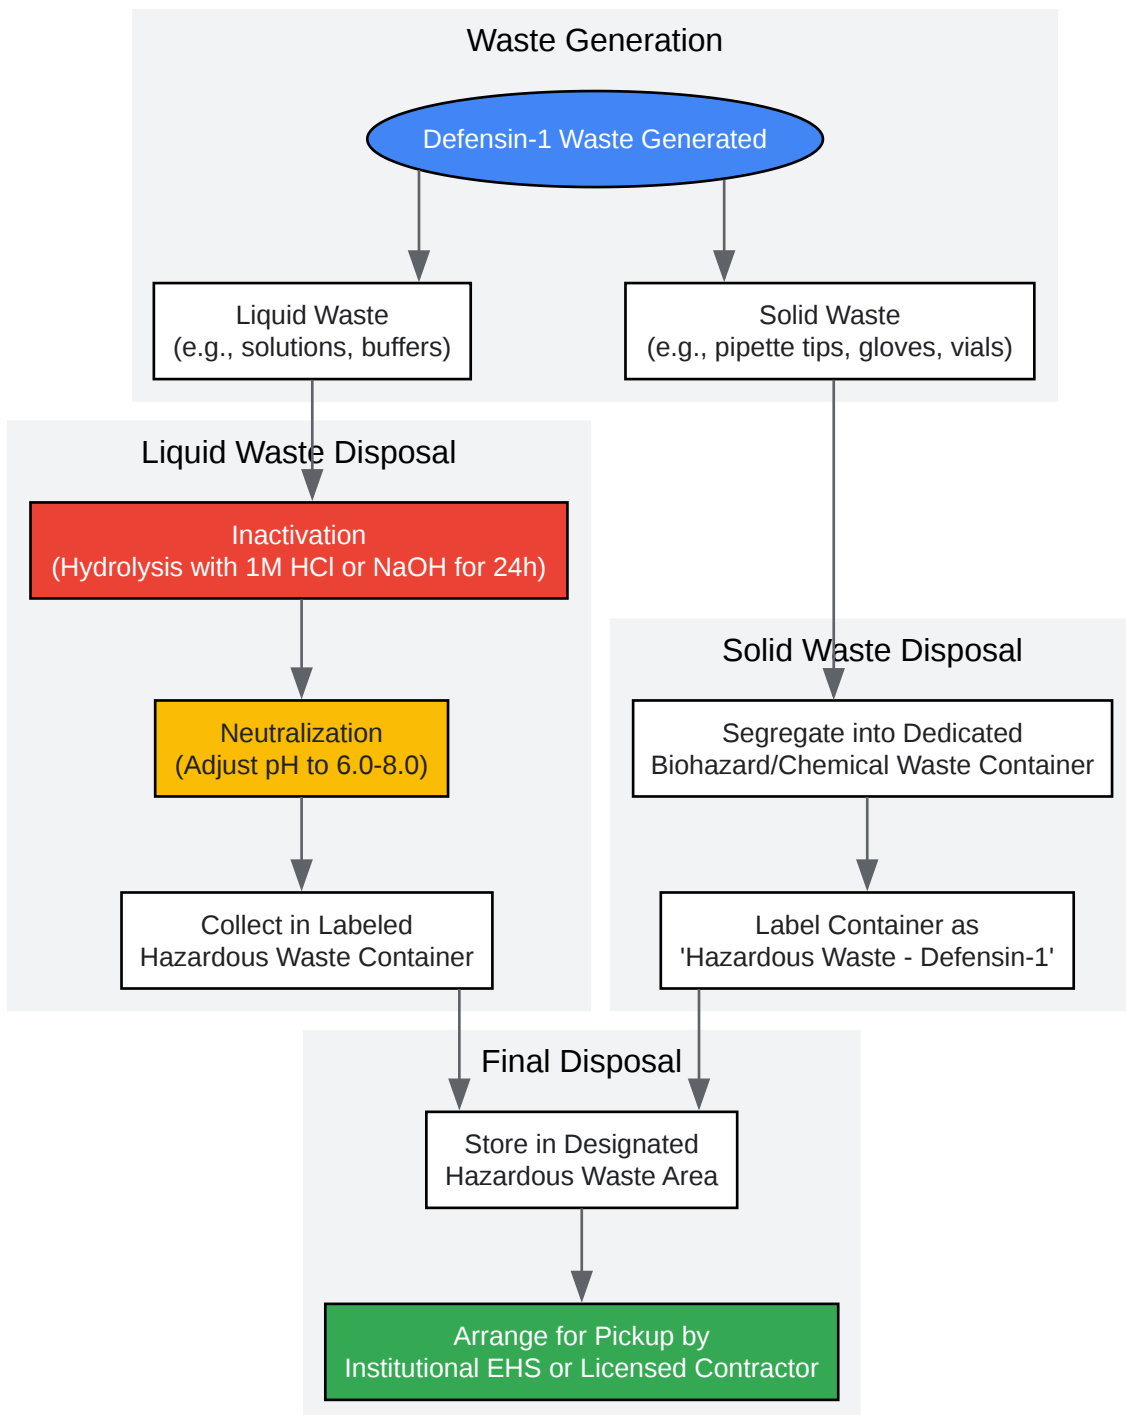 Waste Generation
Defensin-1 Waste Generated
Liquid Waste
(e.g., solutions, buffers)
Solid Waste
(e.g., pipette tips, gloves, vials)
Liquid Waste Disposal
Inactivation
(Hydrolysis with 1M HCl or NaOH for 24h)
Neutralization
(Adjust pH to 6.0-8.0)
Collect in Labeled
Hazardous Waste Container
Solid Waste Disposal
Segregate into Dedicated
Biohazard/Chemical Waste Container
Label Container as
'Hazardous Waste - Defensin-1'
Final Disposal
Store in Designated
Hazardous Waste Area
Arrange for Pickup by
Institutional EHS or Licensed Contractor